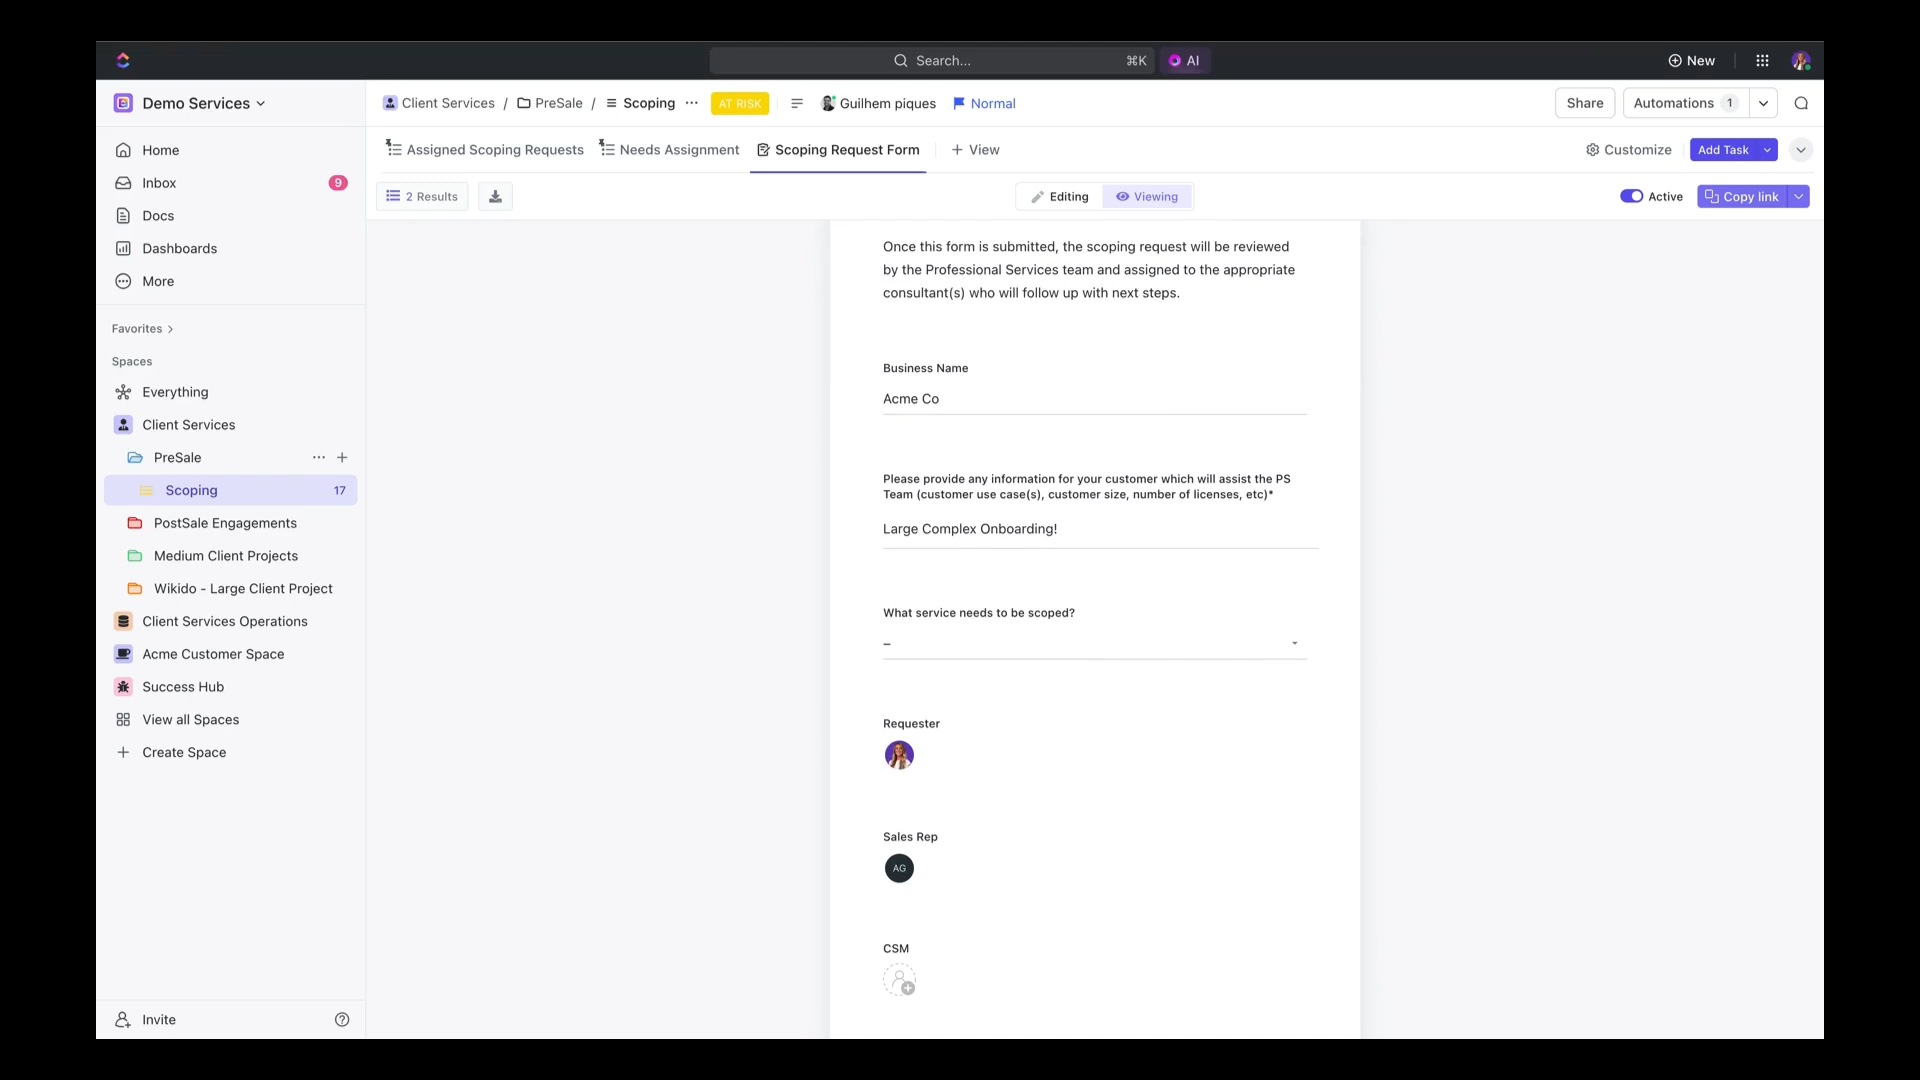 Search...
⌘K
AI
New
Demo Services
Client Services / PreSale / Scoping
AT RISK
Guilhem piques
Normal
Share
Automations 1
Home
Inbox 9
Docs
Dashboards
More
Favorites
Spaces
Everything
Client Services
PreSale
Scoping 17
PostSale Engagements
Medium Client Projects
Wikido - Large Client Project
Client Services Operations
Acme Customer Space
Success Hub
View all Spaces
Create Space
Invite
Assigned Scoping Requests
Needs Assignment
Scoping Request Form
+ View
Customize
Add Task
2 Results
Editing
Viewing
Active
Copy link
Once this form is submitted, the scoping request will be reviewed
by the Professional Services team and assigned to the appropriate
consultant(s) who will follow up with next steps.
Business Name
Acme Co
Please provide any information for your customer which will assist the PS
Team (customer use case(s), customer size, number of licenses, etc)*
Large Complex Onboarding!
What service needs to be scoped?
–
Requester
Sales Rep
AG
CSM